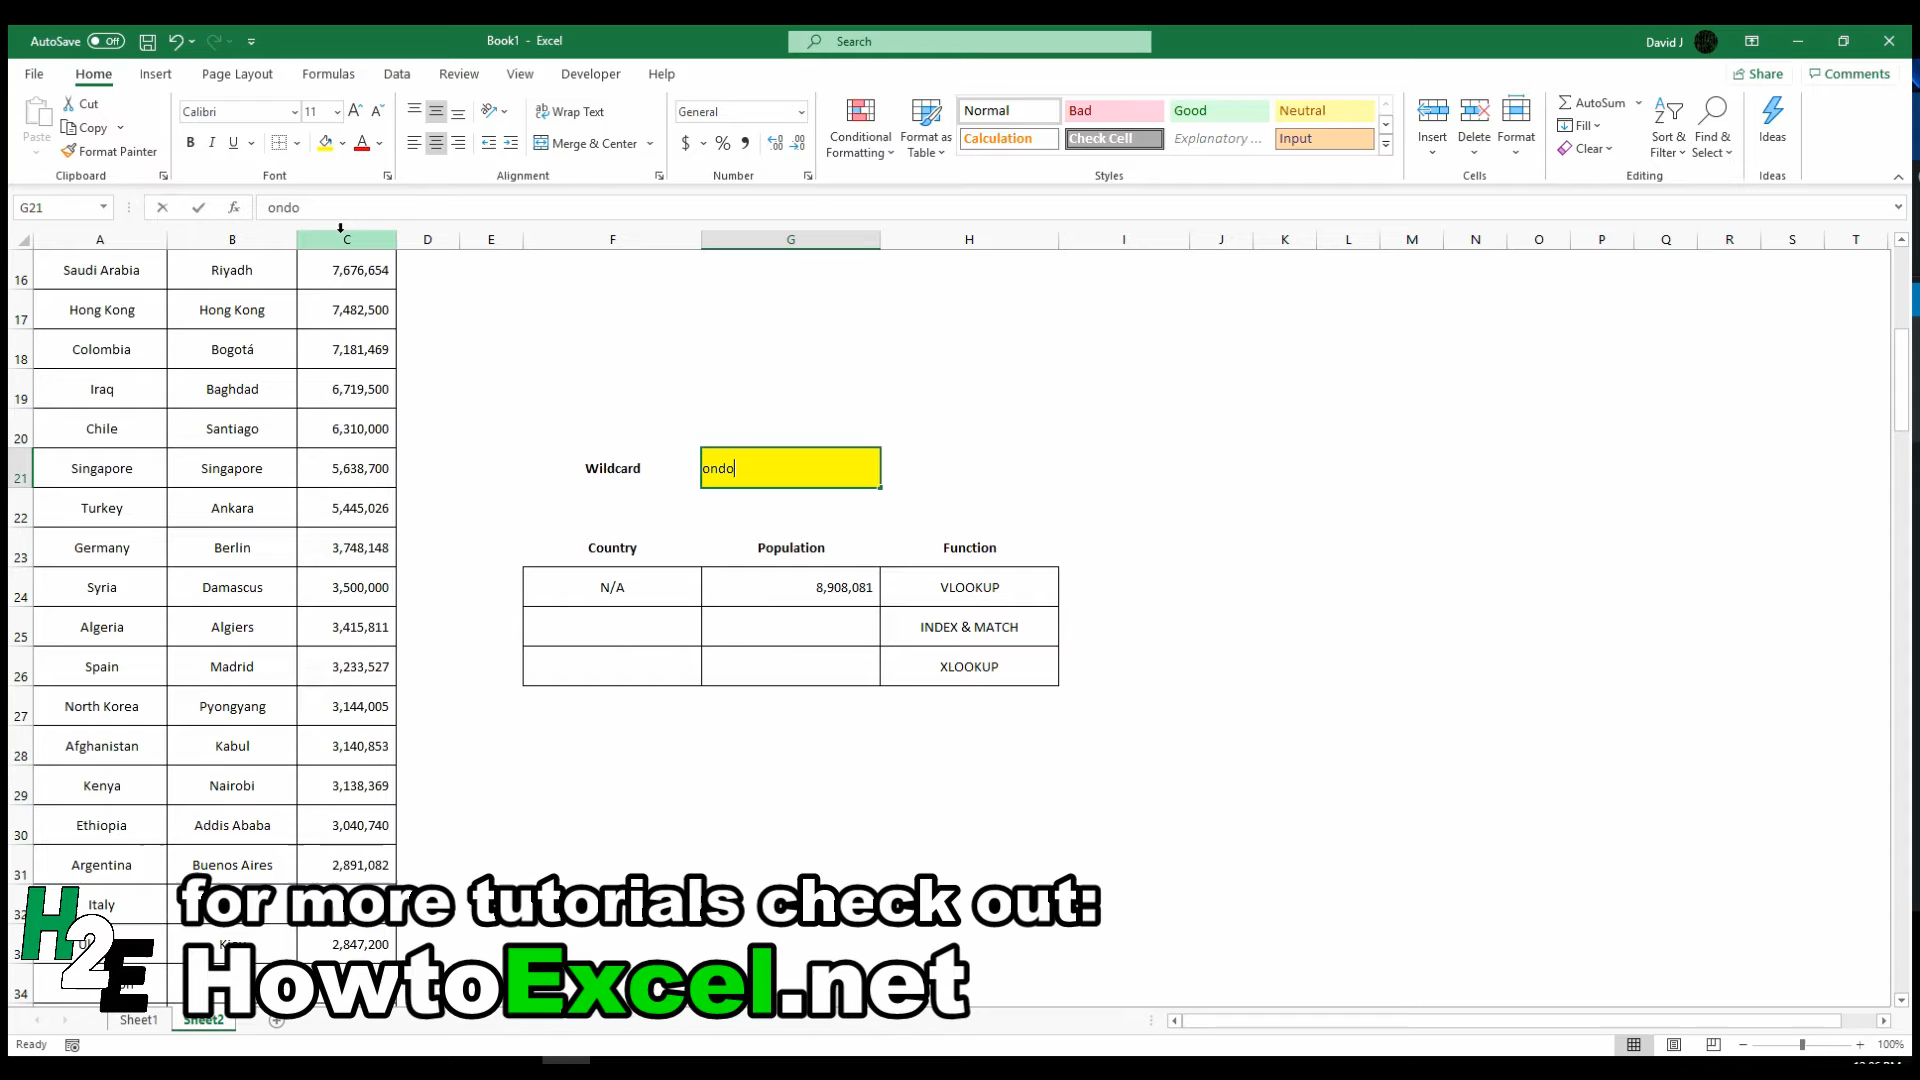 AutoSave Off Book1 - Excel Search David J
File Home Insert Page Layout Formulas Data Review View Developer Help Share Comments
Paste Cut Copy Format Painter Clipboard
Calibri 11 B I U Font
Wrap Text Merge & Center Alignment
General $ % Number
Conditional Formatting Format as Table
Normal Bad Good Neutral
Calculation Check Cell Explanatory ... Input
Styles
Insert Delete Format Cells
AutoSum Fill Clear Sort & Filter Find & Select Editing
Ideas Ideas
G21 fx ondo
A B C D E F G H I J K L M N O P Q R S T
16 Saudi Arabia Riyadh 7,676,654
17 Hong Kong Hong Kong 7,482,500
18 Colombia Bogotá 7,181,469
19 Iraq Baghdad 6,719,500
20 Chile Santiago 6,310,000
21 Singapore Singapore 5,638,700 Wildcard ondo
22 Turkey Ankara 5,445,026
23 Germany Berlin 3,748,148 Country Population Function
24 Syria Damascus 3,500,000 N/A 8,908,081 VLOOKUP
25 Algeria Algiers 3,415,811 INDEX & MATCH
26 Spain Madrid 3,233,527 XLOOKUP
27 North Korea Pyongyang 3,144,005
28 Afghanistan Kabul 3,140,853
29 Kenya Nairobi 3,138,369
30 Ethiopia Addis Ababa 3,040,740
31 Argentina Buenos Aires 2,891,082
Italy
2,847,200
34
H2E
for more tutorials check out:
HowtoExcel.net
Sheet1 Sheet2
Ready 100%